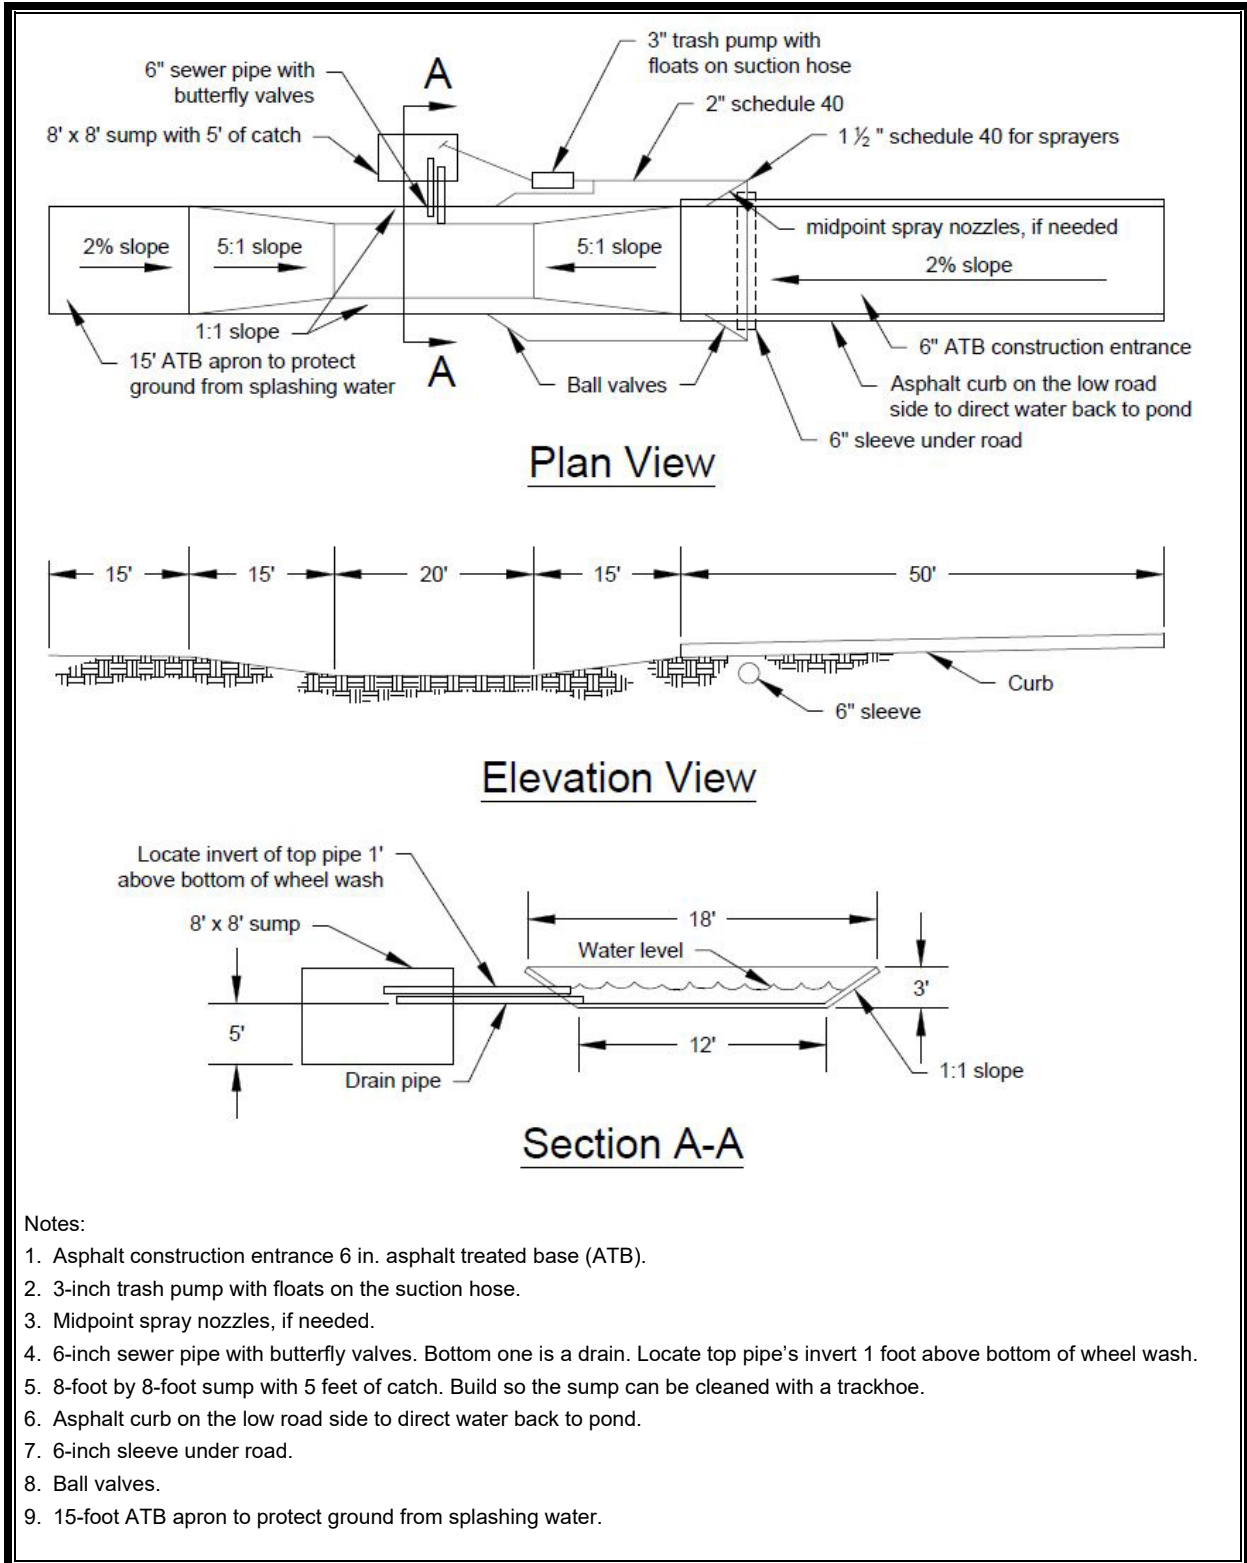 3" trash pump with
floats on suction hose
6" sewer pipe with
butterfly valves
A
2" schedule 40
8' x 8' sump with 5' of catch
1 ½ " schedule 40 for sprayers
midpoint spray nozzles, if needed
2% slope
5:1 slope
5:1 slope
2% slope
1:1 slope
15' ATB apron to protect
ground from splashing water
A
Ball valves
6" ATB construction entrance
Asphalt curb on the low road
side to direct water back to pond
6" sleeve under road
Plan View
15'
15'
20'
15'
50'
Curb
6" sleeve
Elevation View
Locate invert of top pipe 1'
above bottom of wheel wash
8' x 8' sump
18'
Water level
3'
5'
12'
1:1 slope
Drain pipe
Section A-A
Notes:
1. Asphalt construction entrance 6 in. asphalt treated base (ATB).
2. 3-inch trash pump with floats on the suction hose.
3. Midpoint spray nozzles, if needed.
4. 6-inch sewer pipe with butterfly valves. Bottom one is a drain. Locate top pipe’s invert 1 foot above bottom of wheel wash.
5. 8-foot by 8-foot sump with 5 feet of catch. Build so the sump can be cleaned with a trackhoe.
6. Asphalt curb on the low road side to direct water back to pond.
7. 6-inch sleeve under road.
8. Ball valves.
9. 15-foot ATB apron to protect ground from splashing water.